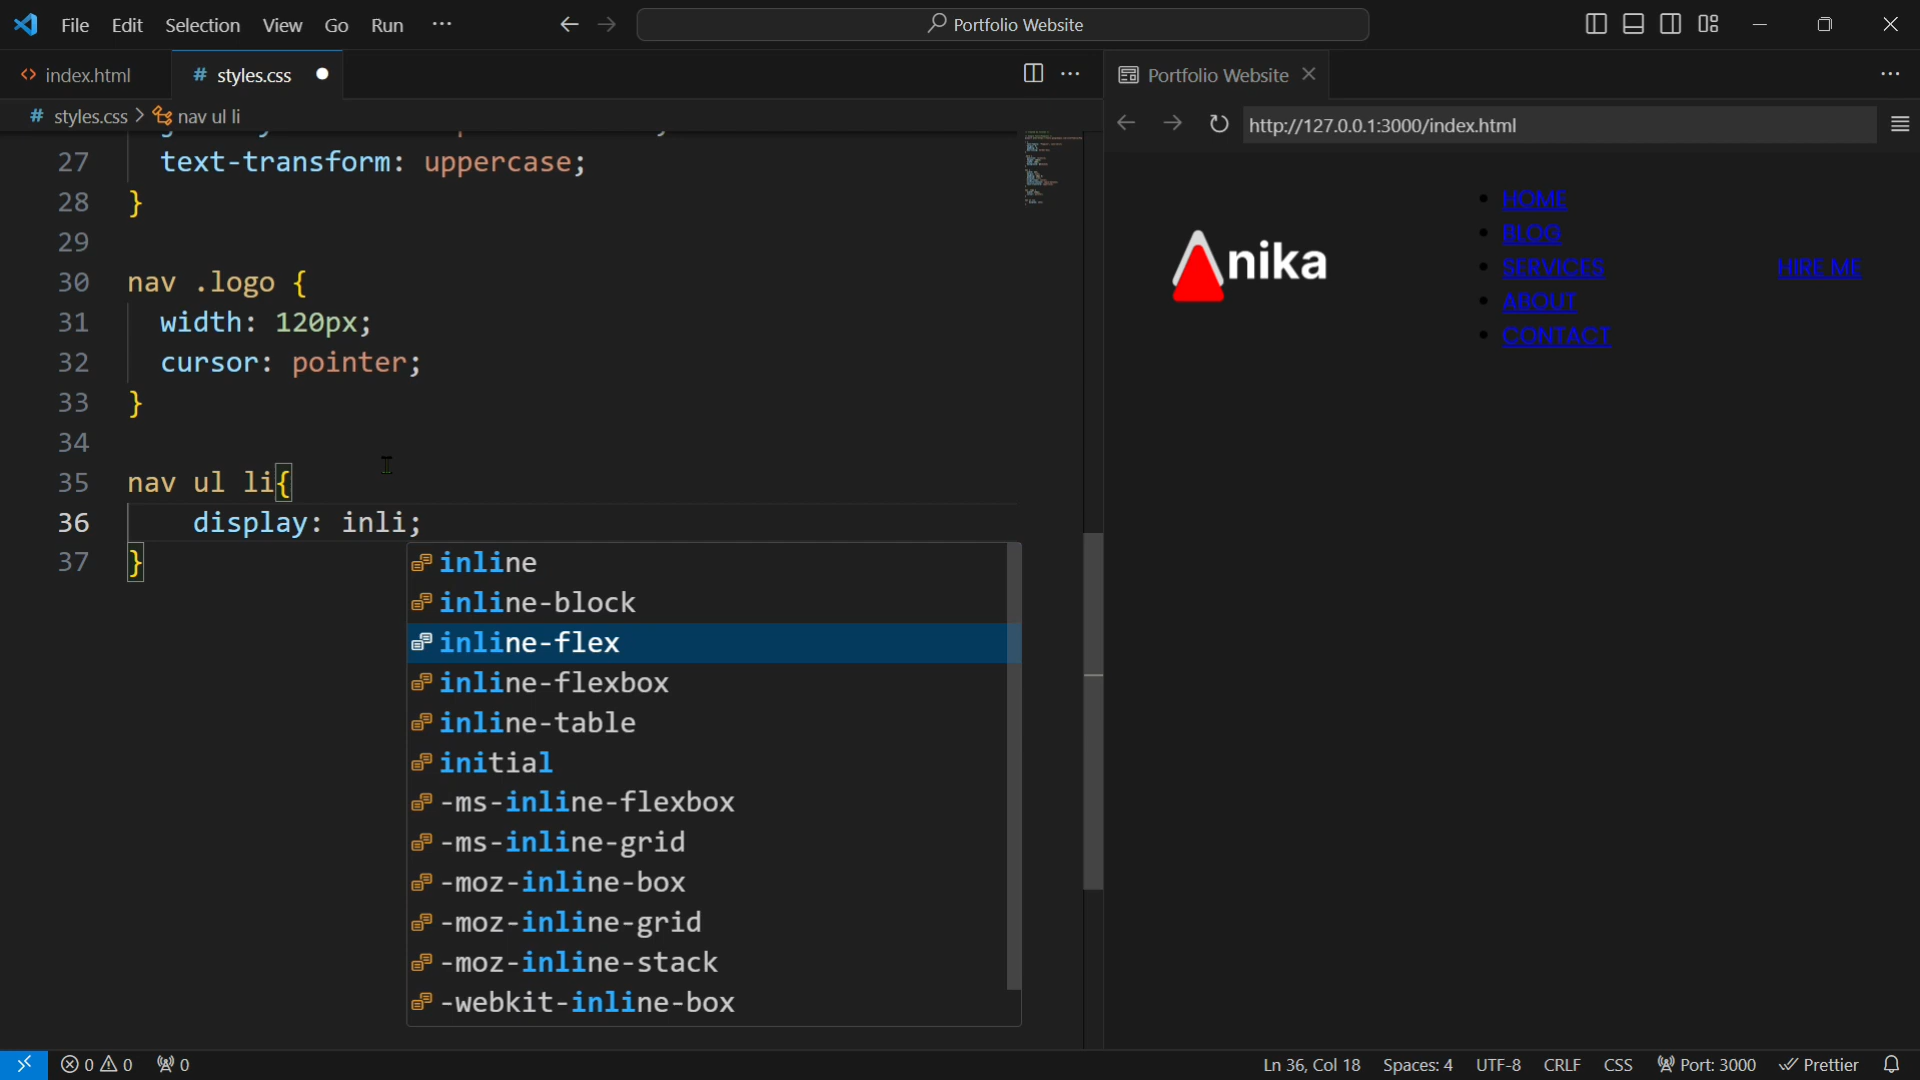 File Edit Selection View Go Run ···
Portfolio Website
index.html
# styles.css
# styles.css > nav ul li
27 text-transform: uppercase;
28 }
29
30 nav .logo {
31 width: 120px;
32 cursor: pointer;
33 }
34
35 nav ul li{
36 display: inli;
37 }
inline
inline-block
inline-flex
inline-flexbox
inline-table
initial
-ms-inline-flexbox
-ms-inline-grid
-moz-inline-box
-moz-inline-grid
-moz-inline-stack
-webkit-inline-box
Portfolio Website
http://127.0.0.1:3000/index.html
nika
HOME
BLOG
SERVICES
ABOUT
CONTACT
HIRE ME
0 0 0
Ln 36, Col 18 Spaces: 4 UTF-8 CRLF CSS Port: 3000 Prettier